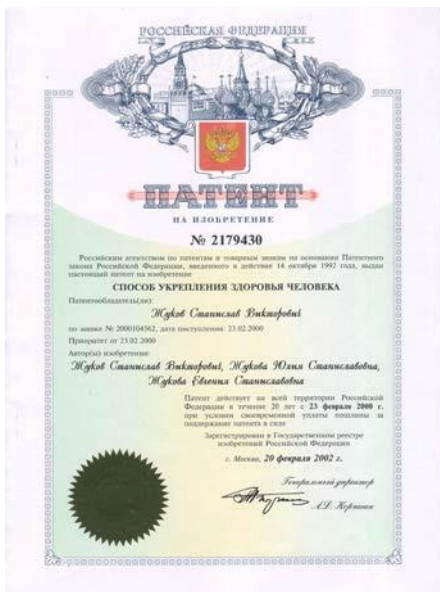 РОССИЙСКАЯ ФЕДЕРАЦИЯ
ПАТЕНТ
НА ИЗОБРЕТЕНИЕ
№ 2179430
Российским агентством по патентам и товарным знакам на основании Патентного
закона Российской Федерации, введенного в действие 14 октября 1992 года, выдан
настоящий патент на изобретение
СПОСОБ УКРЕПЛЕНИЯ ЗДОРОВЬЯ ЧЕЛОВЕКА
Патентообладатель(ли):
Жуков Станислав Викторович
по заявке № 2000104562, дата поступления: 23.02.2000
Приоритет от 23.02.2000
Автор(ы) изобретения:
Жуков Станислав Викторович, Жукова Юлия Станиславовна,
Жукова Евгения Станиславовна
Патент действует на всей территории Российской
Федерации в течение 20 лет с 23 февраля 2000 г.
при условии своевременной уплаты пошлины за
поддержание патента в силе
Зарегистрирован в Государственном реестре
изобретений Российской Федерации
г. Москва, 20 февраля 2002 г.
Генеральный директор
А.Д. Корчагин